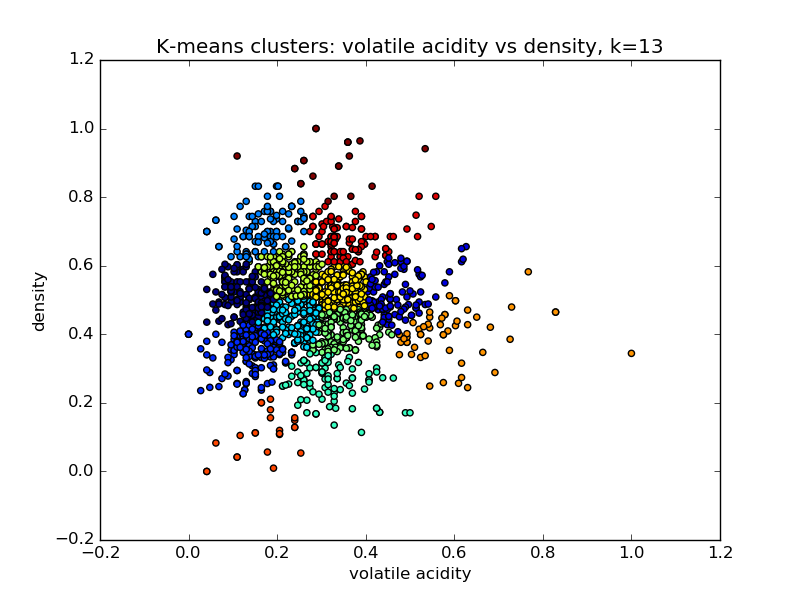 K-means clusters: volatile acidity vs density, k=13
1.2
1.0
0.8
0.6
0.4
0.2
0.0
−0.2
density
−0.2 0.0 0.2 0.4 0.6 0.8 1.0 1.2
volatile acidity